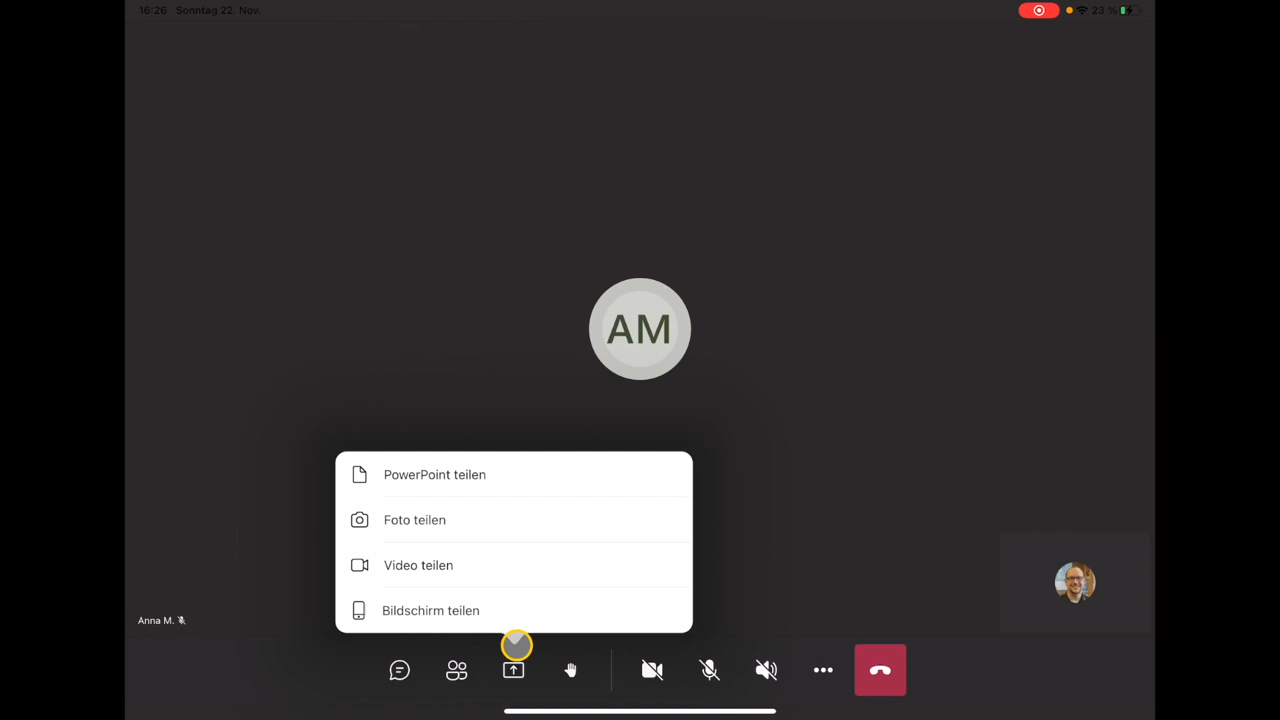 16:26 Sonntag 22. Nov.
23 %
AM
PowerPoint teilen
Foto teilen
Video teilen
Bildschirm teilen
Anna M.